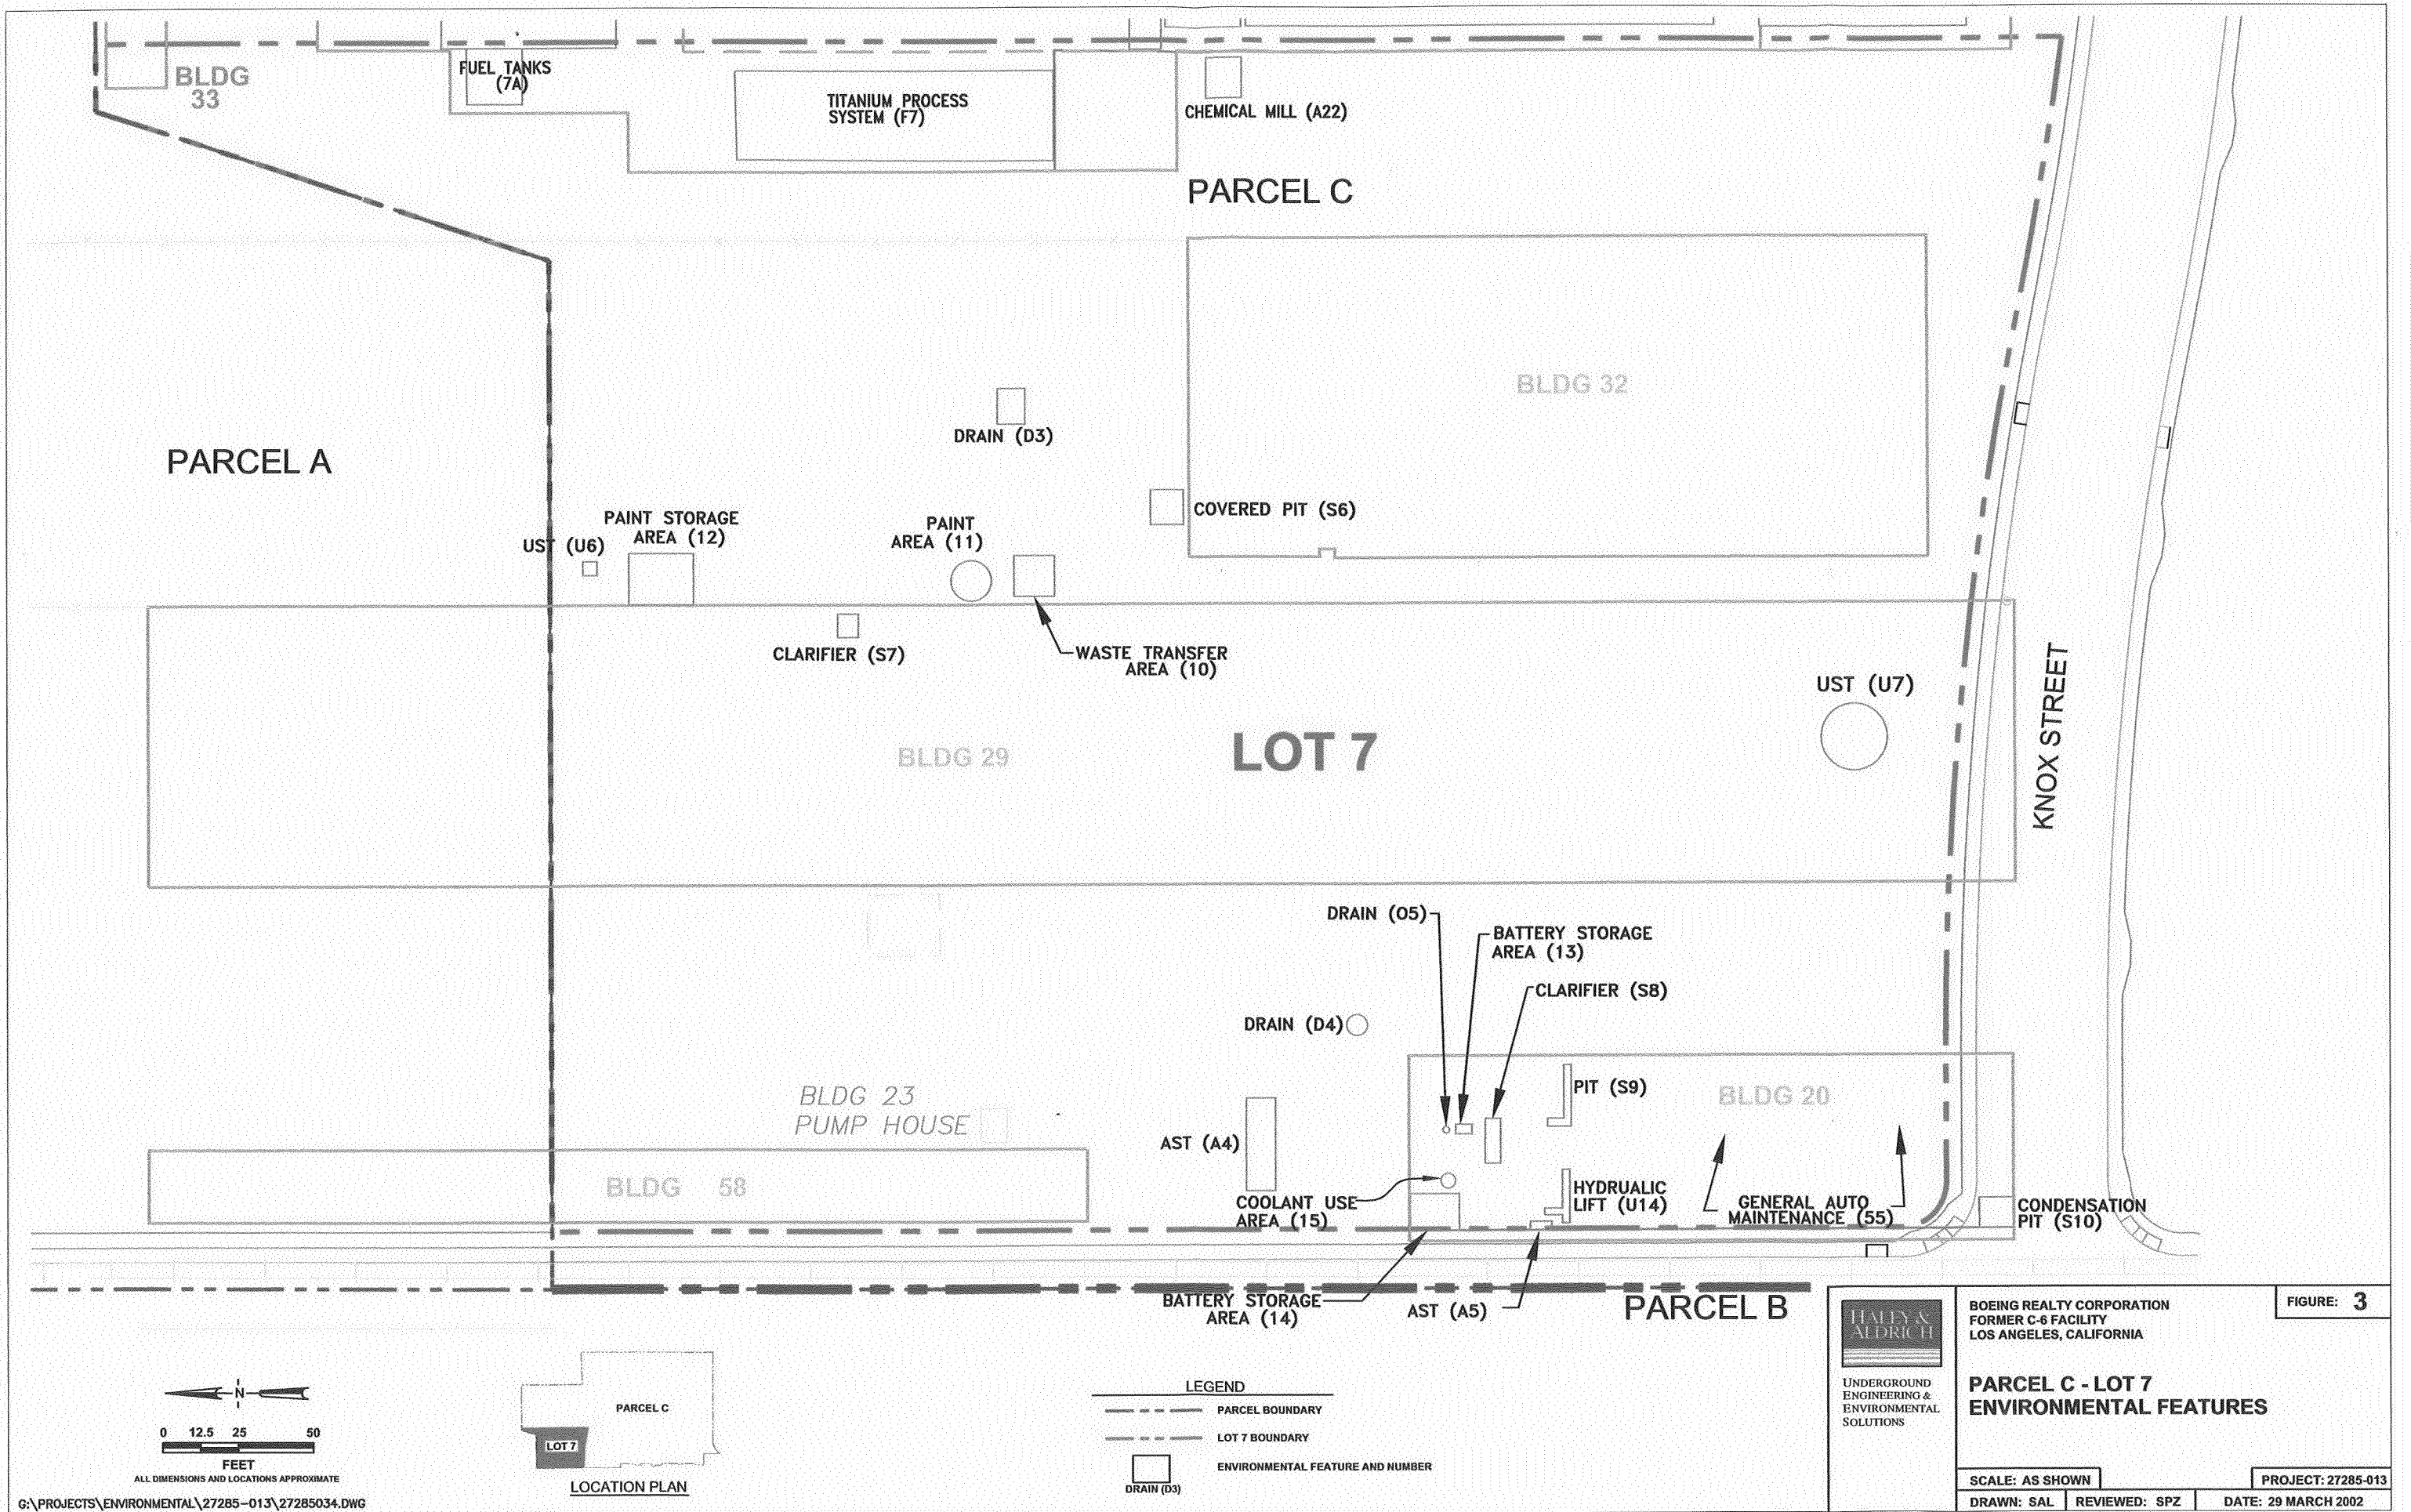 BLDG
33
FUEL TANKS
(7A)
TITANIUM PROCESS
SYSTEM (F7)
CHEMICAL MILL (A22)
PARCEL C
BLDG 32
DRAIN (D3)
PARCEL A
COVERED PIT (S6)
PAINT STORAGE
AREA (12)
UST (U6)
PAINT
AREA (11)
CLARIFIER (S7)
WASTE TRANSFER
AREA (10)
UST (U7)
KNOX STREET
BLDG 29
LOT 7
DRAIN (O5)
BATTERY STORAGE
AREA (13)
CLARIFIER (S8)
DRAIN (D4)
BLDG 23
PUMP HOUSE
PIT (S9)
BLDG 20
AST (A4)
BLDG 58
COOLANT USE
AREA (15)
HYDRUALIC
LIFT (U14)
GENERAL AUTO
MAINTENANCE (55)
CONDENSATION
PIT (S10)
BATTERY STORAGE
AREA (14)
AST (A5)
PARCEL B
N
0 12.5 25 50
FEET
ALL DIMENSIONS AND LOCATIONS APPROXIMATE
G:\PROJECTS\ENVIRONMENTAL\27285-013\27285034.DWG
PARCEL C
LOT 7
LOCATION PLAN
LEGEND
PARCEL BOUNDARY
LOT 7 BOUNDARY
ENVIRONMENTAL FEATURE AND NUMBER
DRAIN (D3)
HALEY &
ALDRICH
UNDERGROUND
ENGINEERING &
ENVIRONMENTAL
SOLUTIONS
BOEING REALTY CORPORATION
FORMER C-6 FACILITY
LOS ANGELES, CALIFORNIA
FIGURE: 3
PARCEL C - LOT 7
ENVIRONMENTAL FEATURES
SCALE: AS SHOWN
PROJECT: 27285-013
DRAWN: SAL
REVIEWED: SPZ
DATE: 29 MARCH 2002